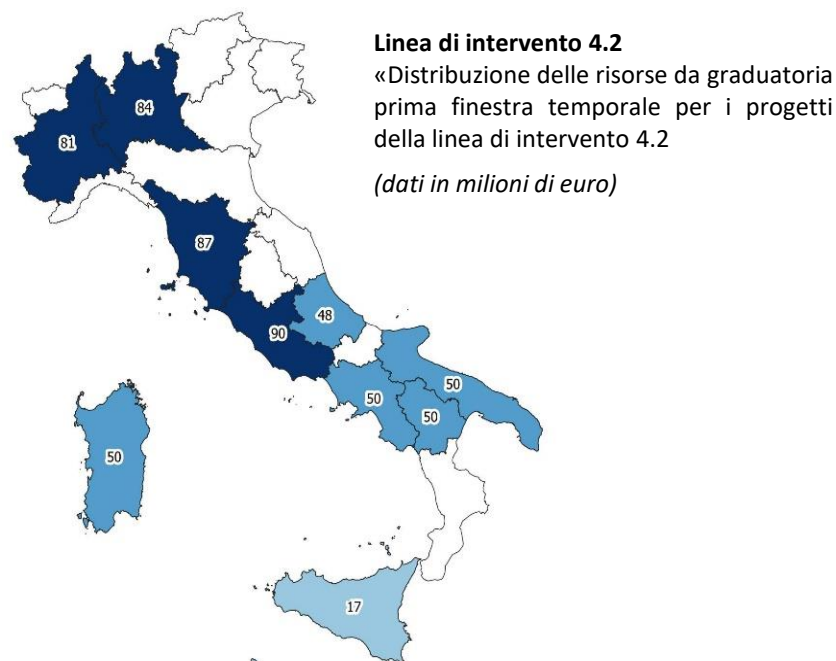 Linea di intervento 4.2
«Distribuzione delle risorse da graduatoria
prima finestra temporale per i progetti
della linea di intervento 4.2
(dati in milioni di euro)
84
81
87
48
90
50
50
50
50
17